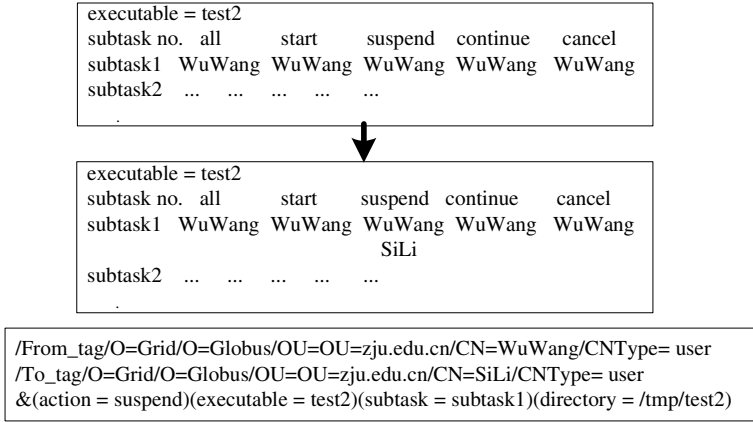 executable = test2
subtask no. all start suspend continue cancel
subtask1 WuWang WuWang WuWang WuWang WuWang
subtask2 ... ... ... ... ...
.
executable = test2
subtask no. all start suspend continue cancel
subtask1 WuWang WuWang WuWang WuWang WuWang
SiLi
subtask2 ... ... ... ... ...
.
/From_tag/O=Grid/O=Globus/OU=OU=zju.edu.cn/CN=WuWang/CNType= user
/To_tag/O=Grid/O=Globus/OU=OU=zju.edu.cn/CN=SiLi/CNType= user
&(action = suspend)(executable = test2)(subtask = subtask1)(directory = /tmp/test2)